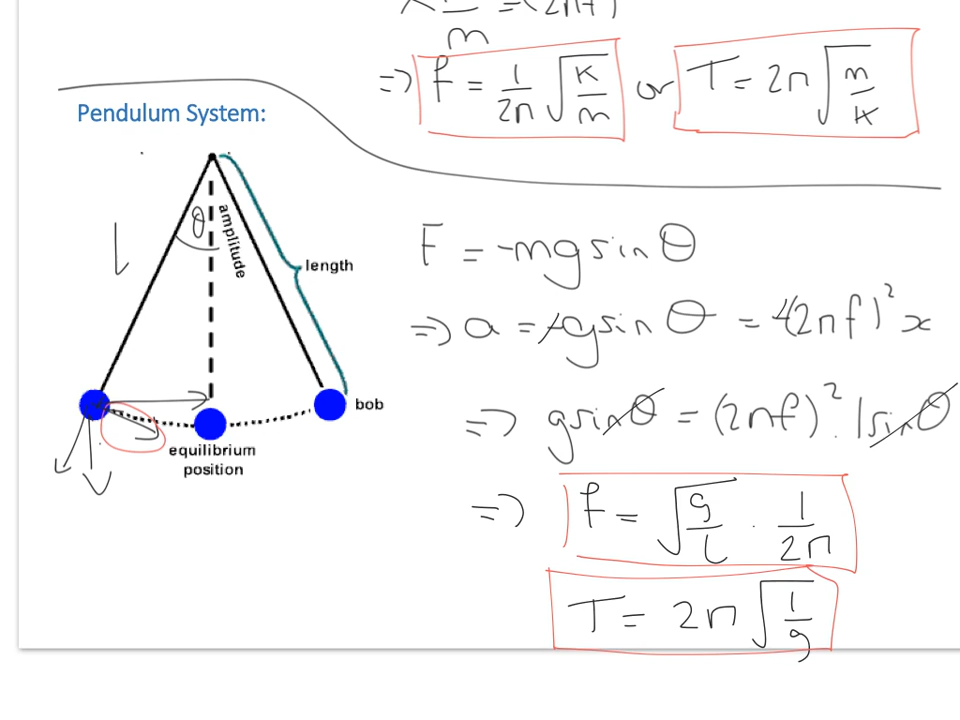 m
=> f = 1/2π √(k/m) or T = 2π √(m/k)
Pendulum System:
θ
amplitude
l
length
F = -mg sin θ
=> a = -g sin θ = -(2πf)² x
bob
=> g sin θ = (2πf)² . l sin θ
equilibrium
position
=> f = √(g/l) . 1/2π
T = 2π √(l/g)